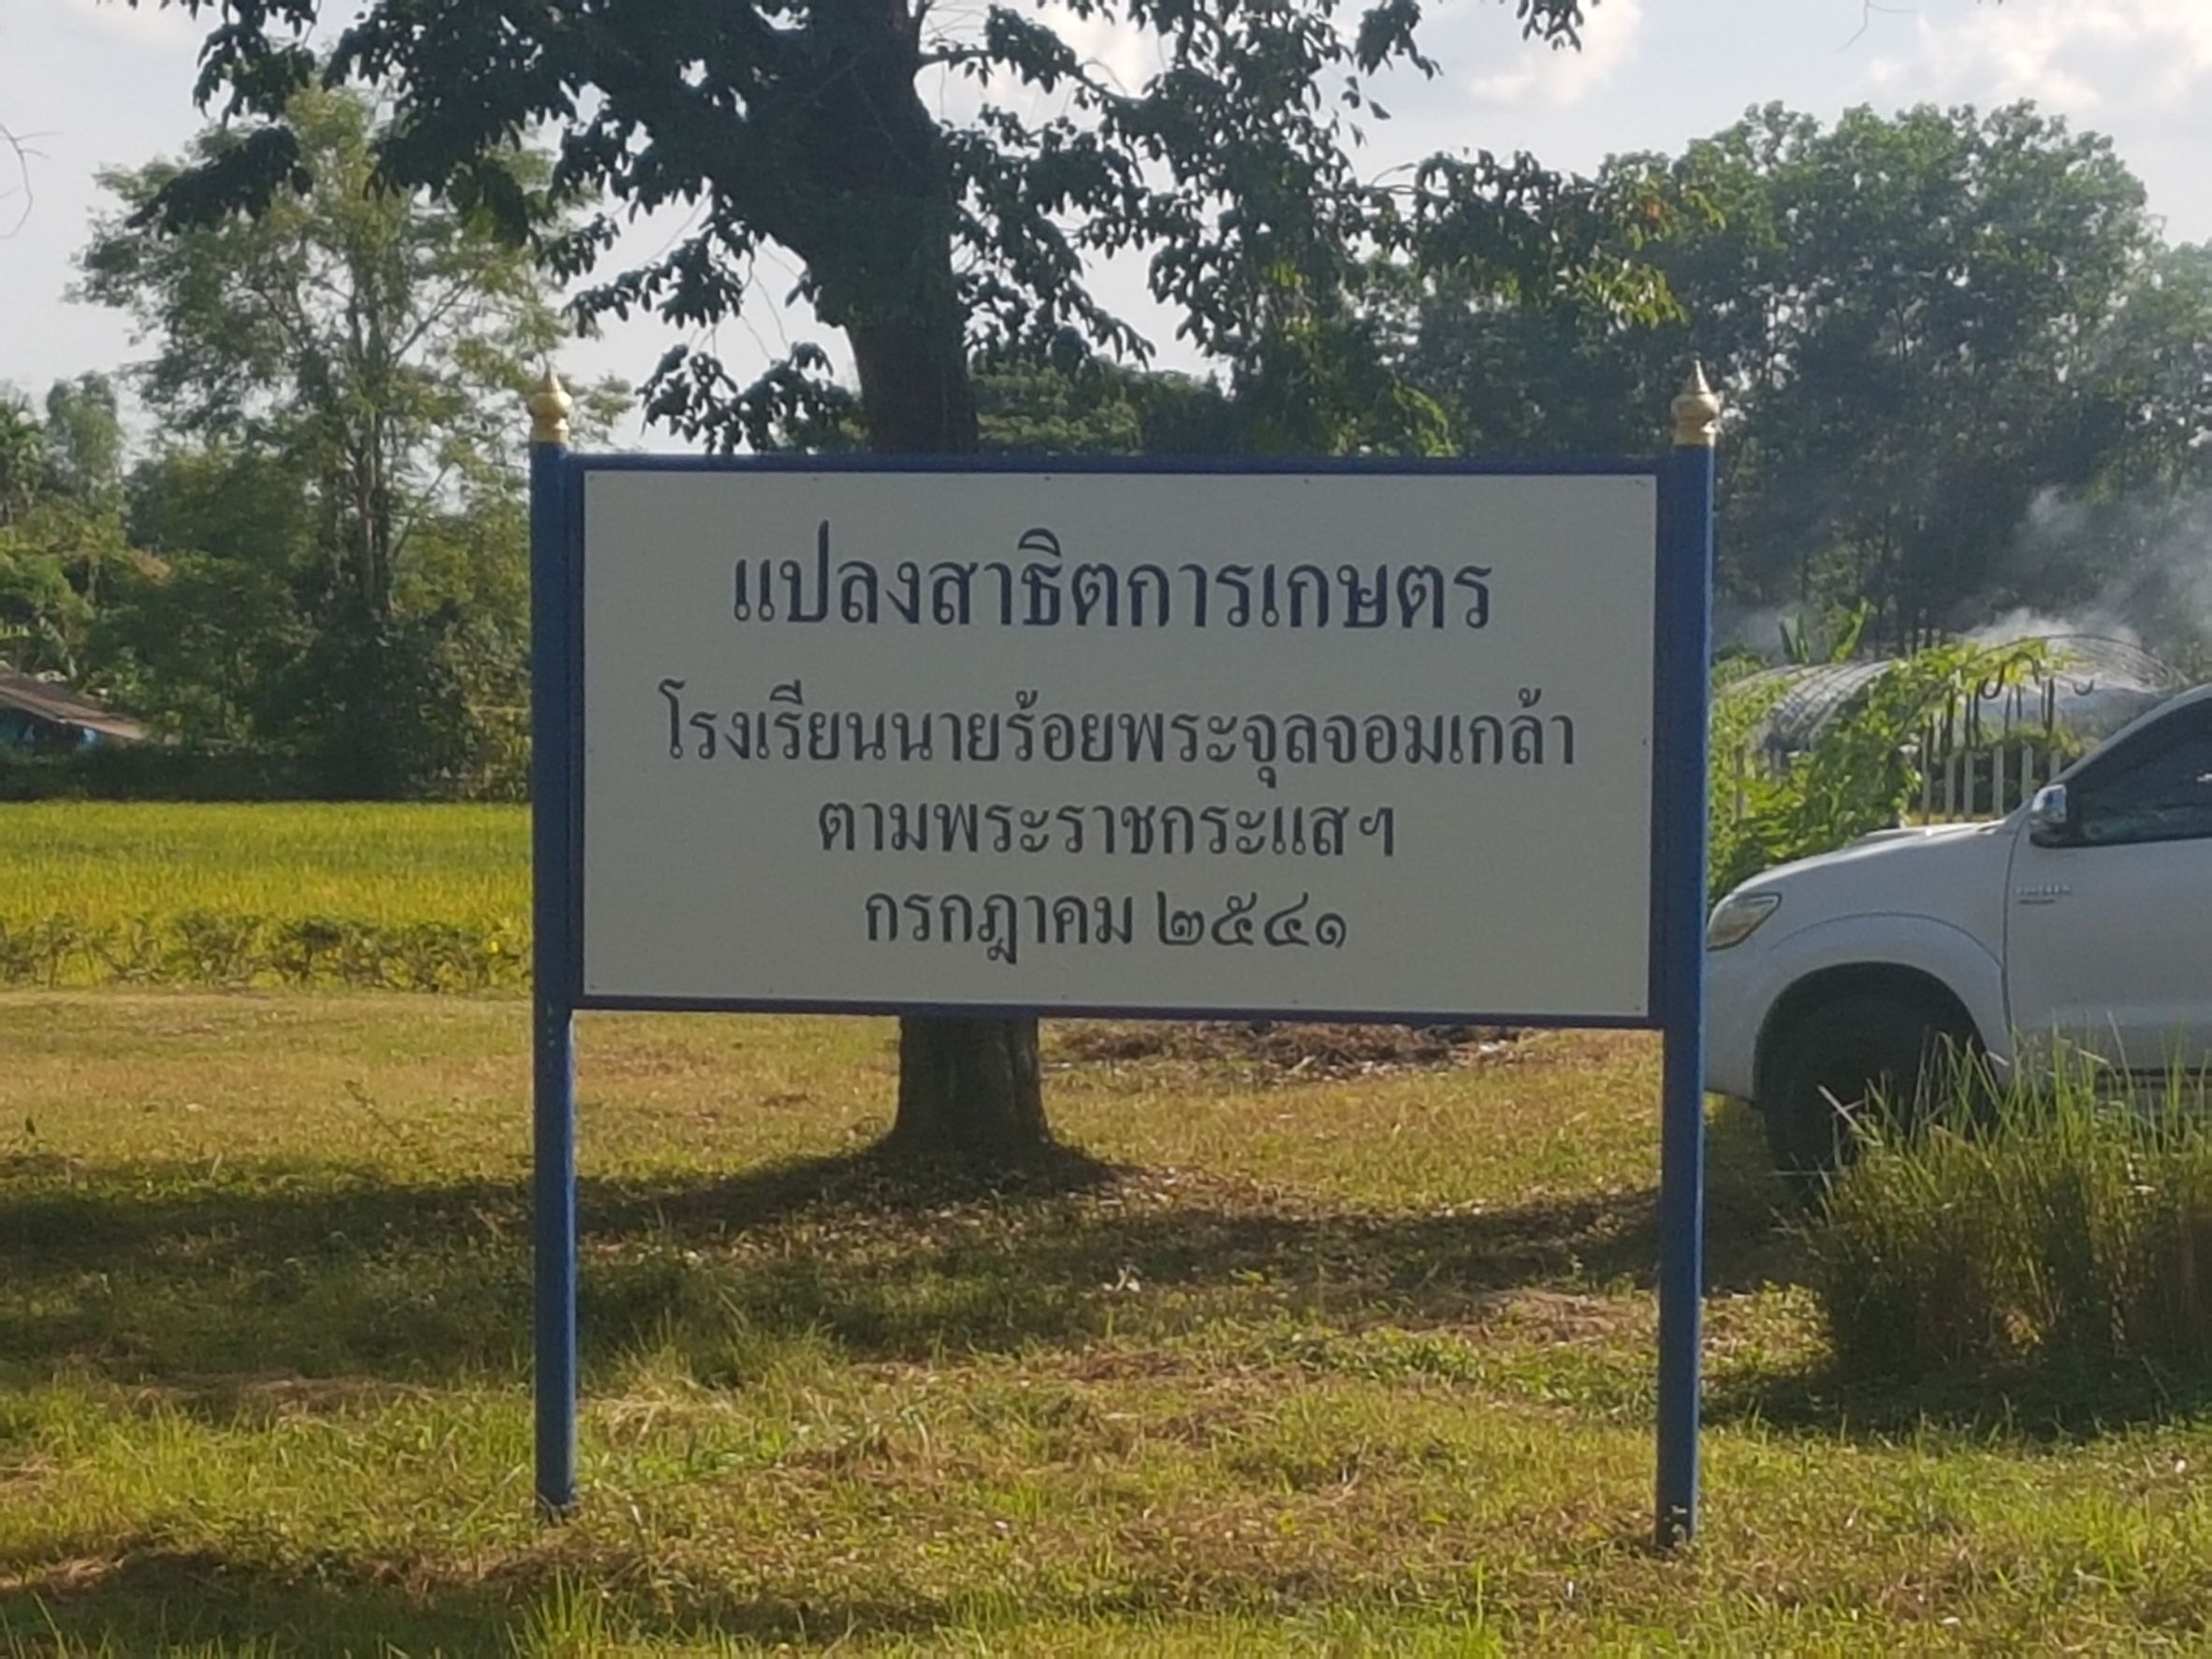 แปลงสาธิตการเกษตร
โรงเรียนนายร้อยพระจุลจอมเกล้า
ตามพระราชกระแสฯ
กรกฎาคม ๒๕๔๑